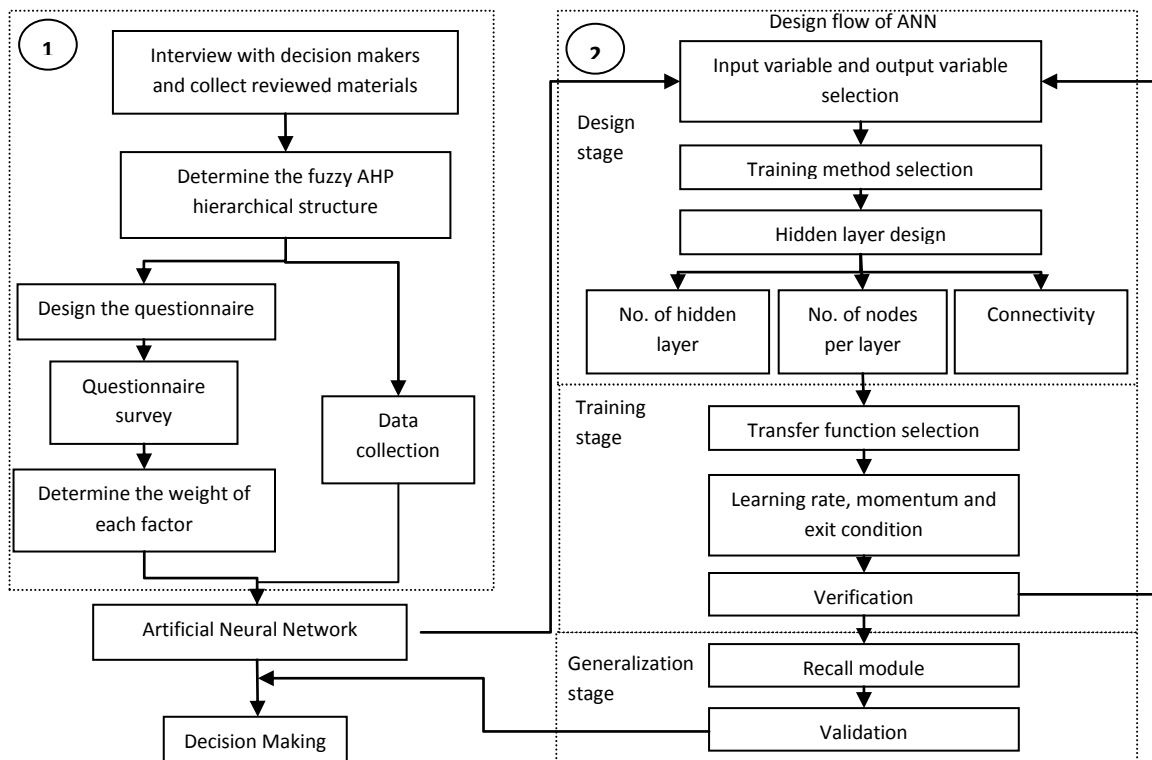 1
Interview with decision makers
and collect reviewed materials
Determine the fuzzy AHP
hierarchical structure
Design the questionnaire
Questionnaire
survey
Data
collection
Determine the weight of
each factor
Artificial Neural Network
Decision Making
2
Design flow of ANN
Input variable and output variable
selection
Design
stage
Training method selection
Hidden layer design
No. of hidden
layer
No. of nodes
per layer
Connectivity
Training
stage
Transfer function selection
Learning rate, momentum and
exit condition
Verification
Generalization
stage
Recall module
Validation